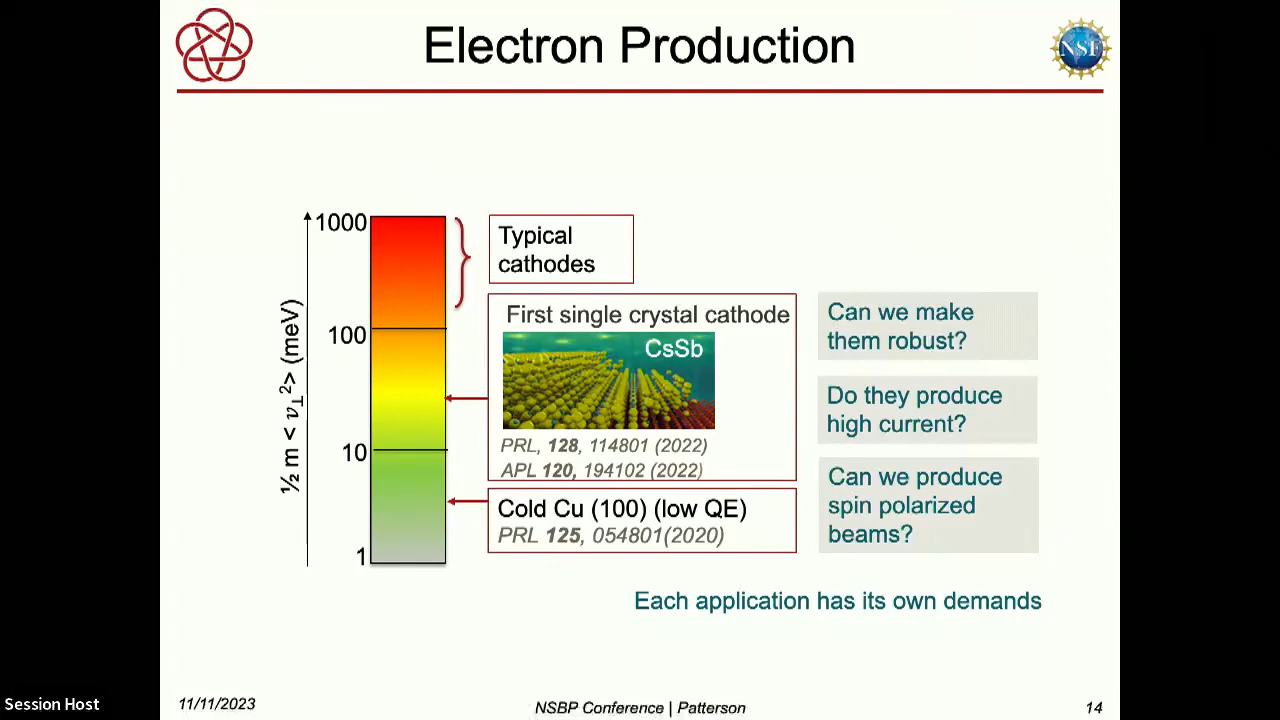 Electron Production
NSF
1000
100
10
1
½ m < v⊥²> (meV)
Typical
cathodes
First single crystal cathode
CsSb
PRL, 128, 114801 (2022)
APL 120, 194102 (2022)
Cold Cu (100) (low QE)
PRL 125, 054801(2020)
Can we make
them robust?
Do they produce
high current?
Can we produce
spin polarized
beams?
Each application has its own demands
Session Host
11/11/2023
NSBP Conference | Patterson
14